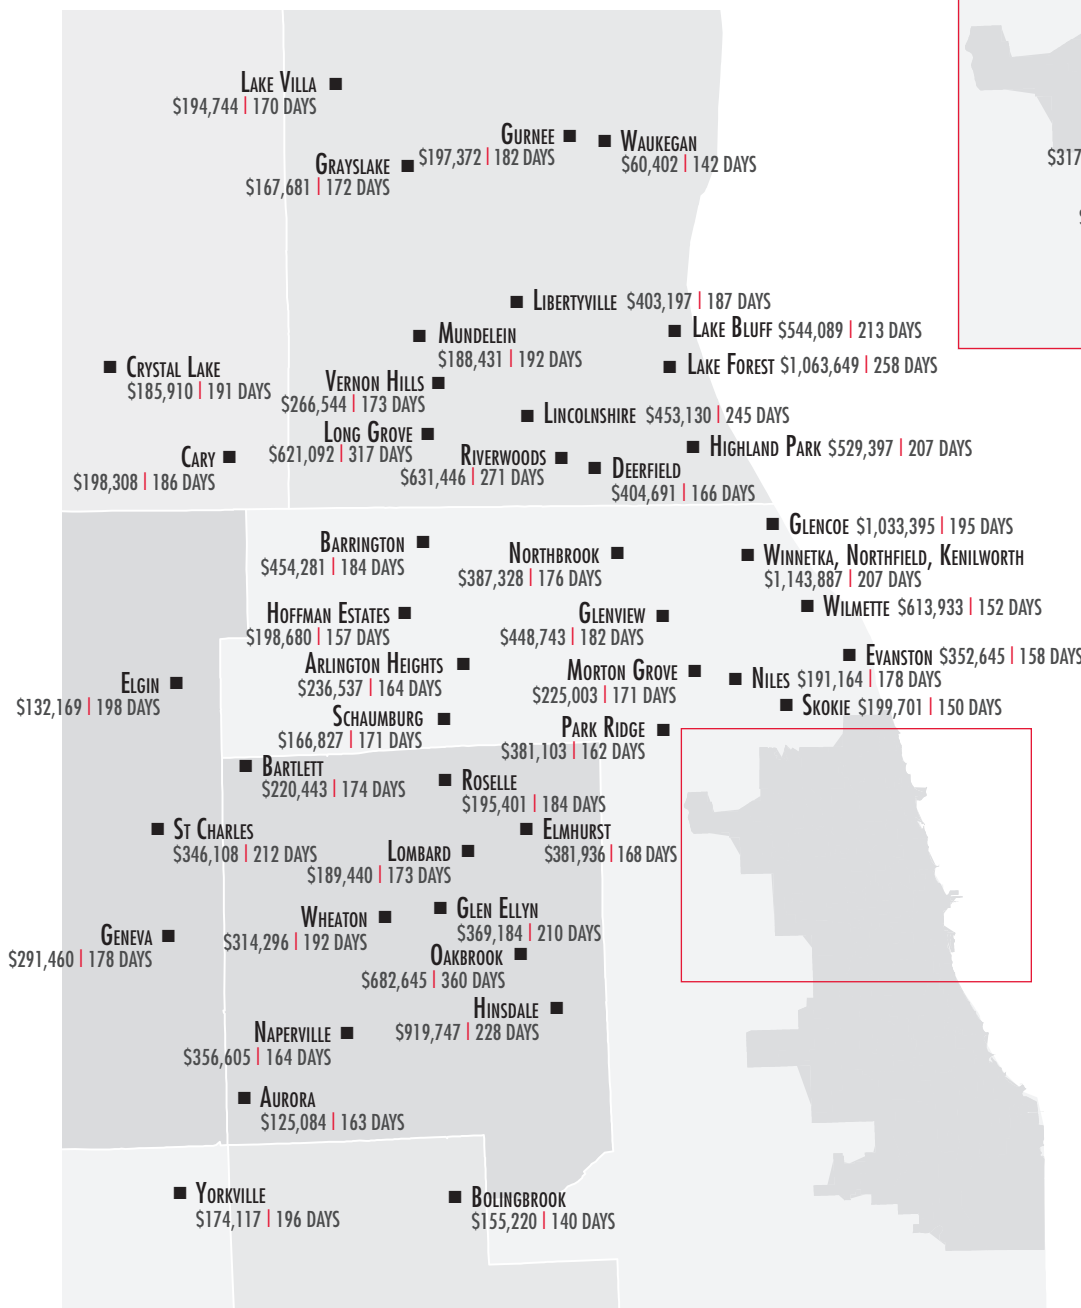 Lake Villa
$194,744 | 170 DAYS
Gurnee
$197,372 | 182 DAYS
Waukegan
$60,402 | 142 DAYS
Grayslake
$167,681 | 172 DAYS
$317
Libertyville $403,197 | 187 DAYS
Lake Bluff $544,089 | 213 DAYS
Mundelein
$188,431 | 192 DAYS
Lake Forest $1,063,649 | 258 DAYS
Crystal Lake
$185,910 | 191 DAYS
Vernon Hills
$266,544 | 173 DAYS
Lincolnshire $453,130 | 245 DAYS
Long Grove
$621,092 | 317 DAYS
Highland Park $529,397 | 207 DAYS
Cary
$198,308 | 186 DAYS
Riverwoods
$631,446 | 271 DAYS
Deerfield
$404,691 | 166 DAYS
Glencoe $1,033,395 | 195 DAYS
Barrington
$454,281 | 184 DAYS
Northbrook
$387,328 | 176 DAYS
Winnetka, Northfield, Kenilworth
$1,143,887 | 207 DAYS
Wilmette $613,933 | 152 DAYS
Hoffman Estates
$198,680 | 157 DAYS
Glenview
$448,743 | 182 DAYS
Evanston $352,645 | 158 DAYS
Arlington Heights
$236,537 | 164 DAYS
Morton Grove
$225,003 | 171 DAYS
Niles $191,164 | 178 DAYS
Elgin
$132,169 | 198 DAYS
Skokie $199,701 | 150 DAYS
Schaumburg
$166,827 | 171 DAYS
Park Ridge
$381,103 | 162 DAYS
Bartlett
$220,443 | 174 DAYS
Roselle
$195,401 | 184 DAYS
St Charles
$346,108 | 212 DAYS
Elmhurst
$381,936 | 168 DAYS
Lombard
$189,440 | 173 DAYS
Glen Ellyn
$369,184 | 210 DAYS
Wheaton
$314,296 | 192 DAYS
Geneva
$291,460 | 178 DAYS
Oakbrook
$682,645 | 360 DAYS
Hinsdale
$919,747 | 228 DAYS
Naperville
$356,605 | 164 DAYS
Aurora
$125,084 | 163 DAYS
Yorkville
$174,117 | 196 DAYS
Bolingbrook
$155,220 | 140 DAYS